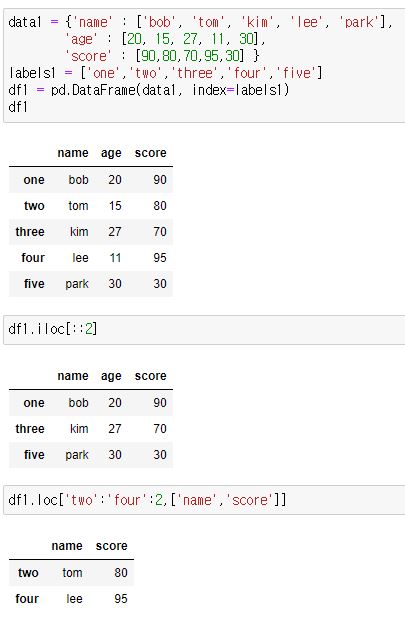 data1 = {'name' : ['bob', 'tom', 'kim', 'lee', 'park'],
'age' : [20, 15, 27, 11, 30],
'score' : [90,80,70,95,30] }
labels1 = ['one','two','three','four','five']
df1 = pd.DataFrame(data1, index=labels1)
df1
name age score
one bob 20 90
two tom 15 80
three kim 27 70
four lee 11 95
five park 30 30
df1.iloc[::2]
name age score
one bob 20 90
three kim 27 70
five park 30 30
df1.loc['two':'four':2,['name','score']]
name score
two tom 80
four lee 95